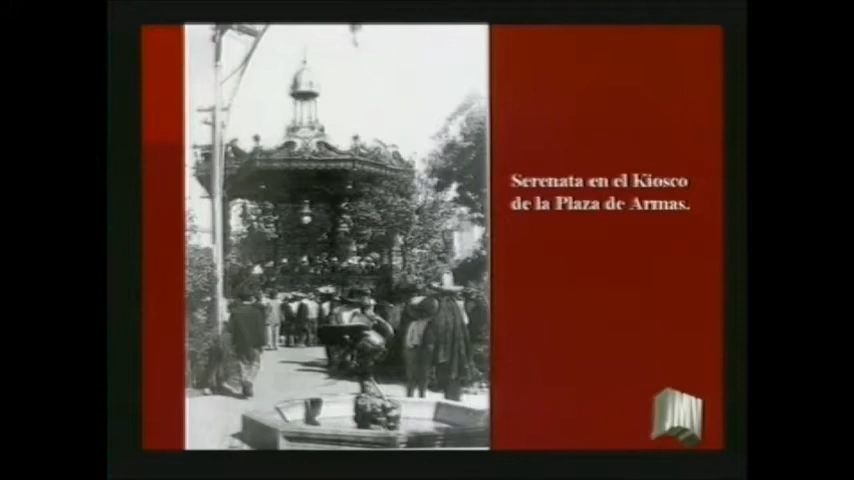 Serenata en el Kiosco
de la Plaza de Armas.